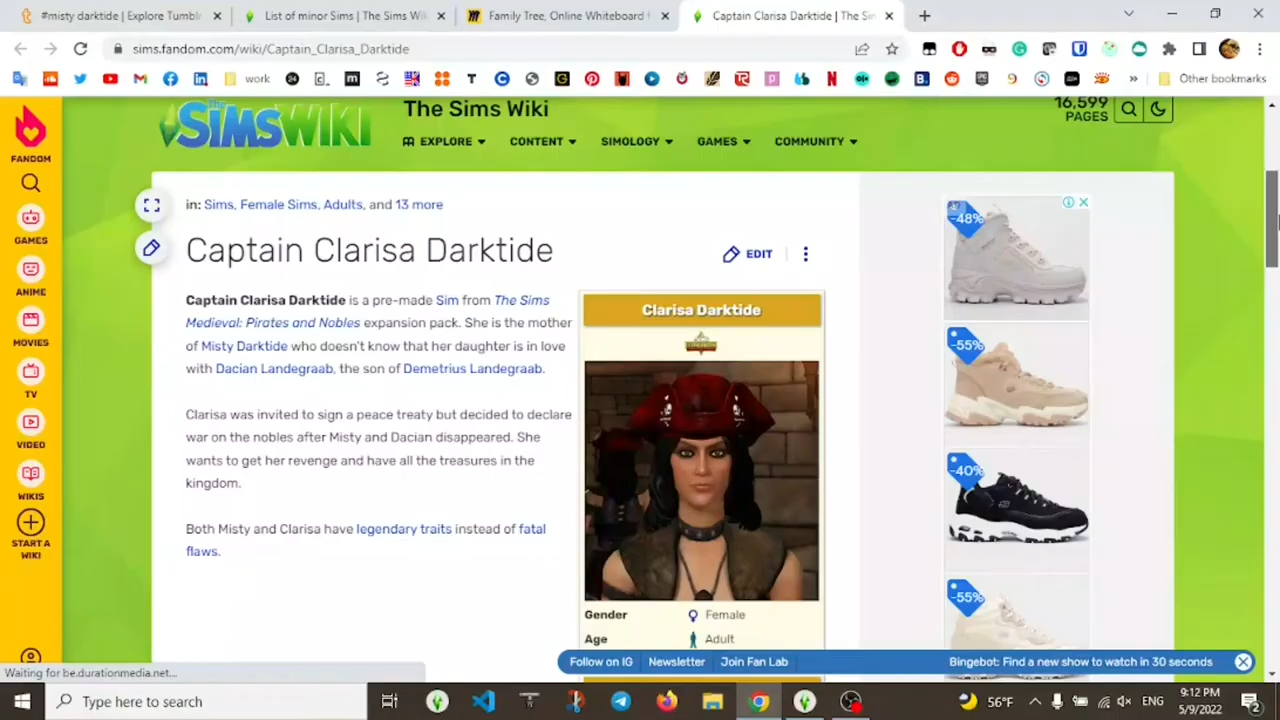 #misty darktide | Explore Tumblr
List of minor Sims | The Sims Wiki
Family Tree, Online Whiteboard
Captain Clarisa Darktide | The Sim
sims.fandom.com/wiki/Captain_Clarisa_Darktide
work
Other bookmarks
THE SIMS WIKI
The Sims Wiki
16,599
PAGES
EXPLORE CONTENT SIMOLOGY GAMES COMMUNITY
FANDOM
GAMES
ANIME
MOVIES
TV
VIDEO
WIKIS
START A
WIKI
in: Sims, Female Sims, Adults, and 13 more
Captain Clarisa Darktide
EDIT
Captain Clarisa Darktide is a pre-made Sim from The Sims
Medieval: Pirates and Nobles expansion pack. She is the mother
of Misty Darktide who doesn't know that her daughter is in love
with Dacian Landegraab, the son of Demetrius Landegraab.
Clarisa was invited to sign a peace treaty but decided to declare
war on the nobles after Misty and Dacian disappeared. She
wants to get her revenge and have all the treasures in the
kingdom.
Both Misty and Clarisa have legendary traits instead of fatal
flaws.
Clarisa Darktide
Gender Female
Age Adult
-48%
-55%
-40%
-55%
Follow on IG Newsletter Join Fan Lab Bingebot: Find a new show to watch in 30 seconds
Waiting for be.durationmedia.net...
Type here to search
56°F
ENG
9:12 PM
5/9/2022
2